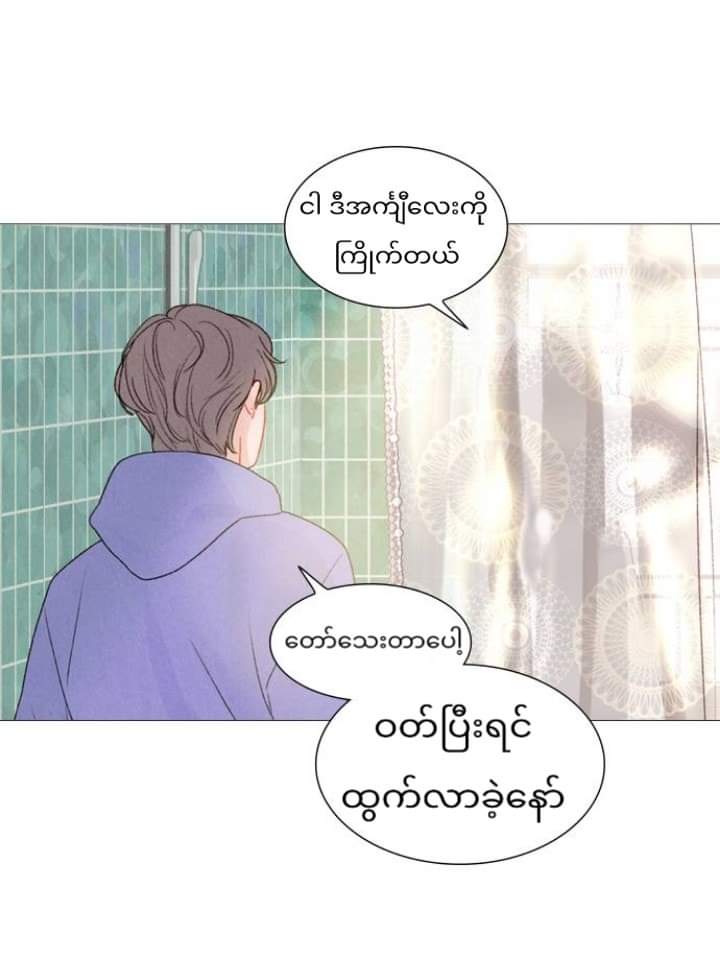 ငါ ဒီအင်္ကျီလေးကို
ကြိုက်တယ်
တော်သေးတာပေါ့
ဝတ်ပြီးရင်
ထွက်လာခဲ့နော်